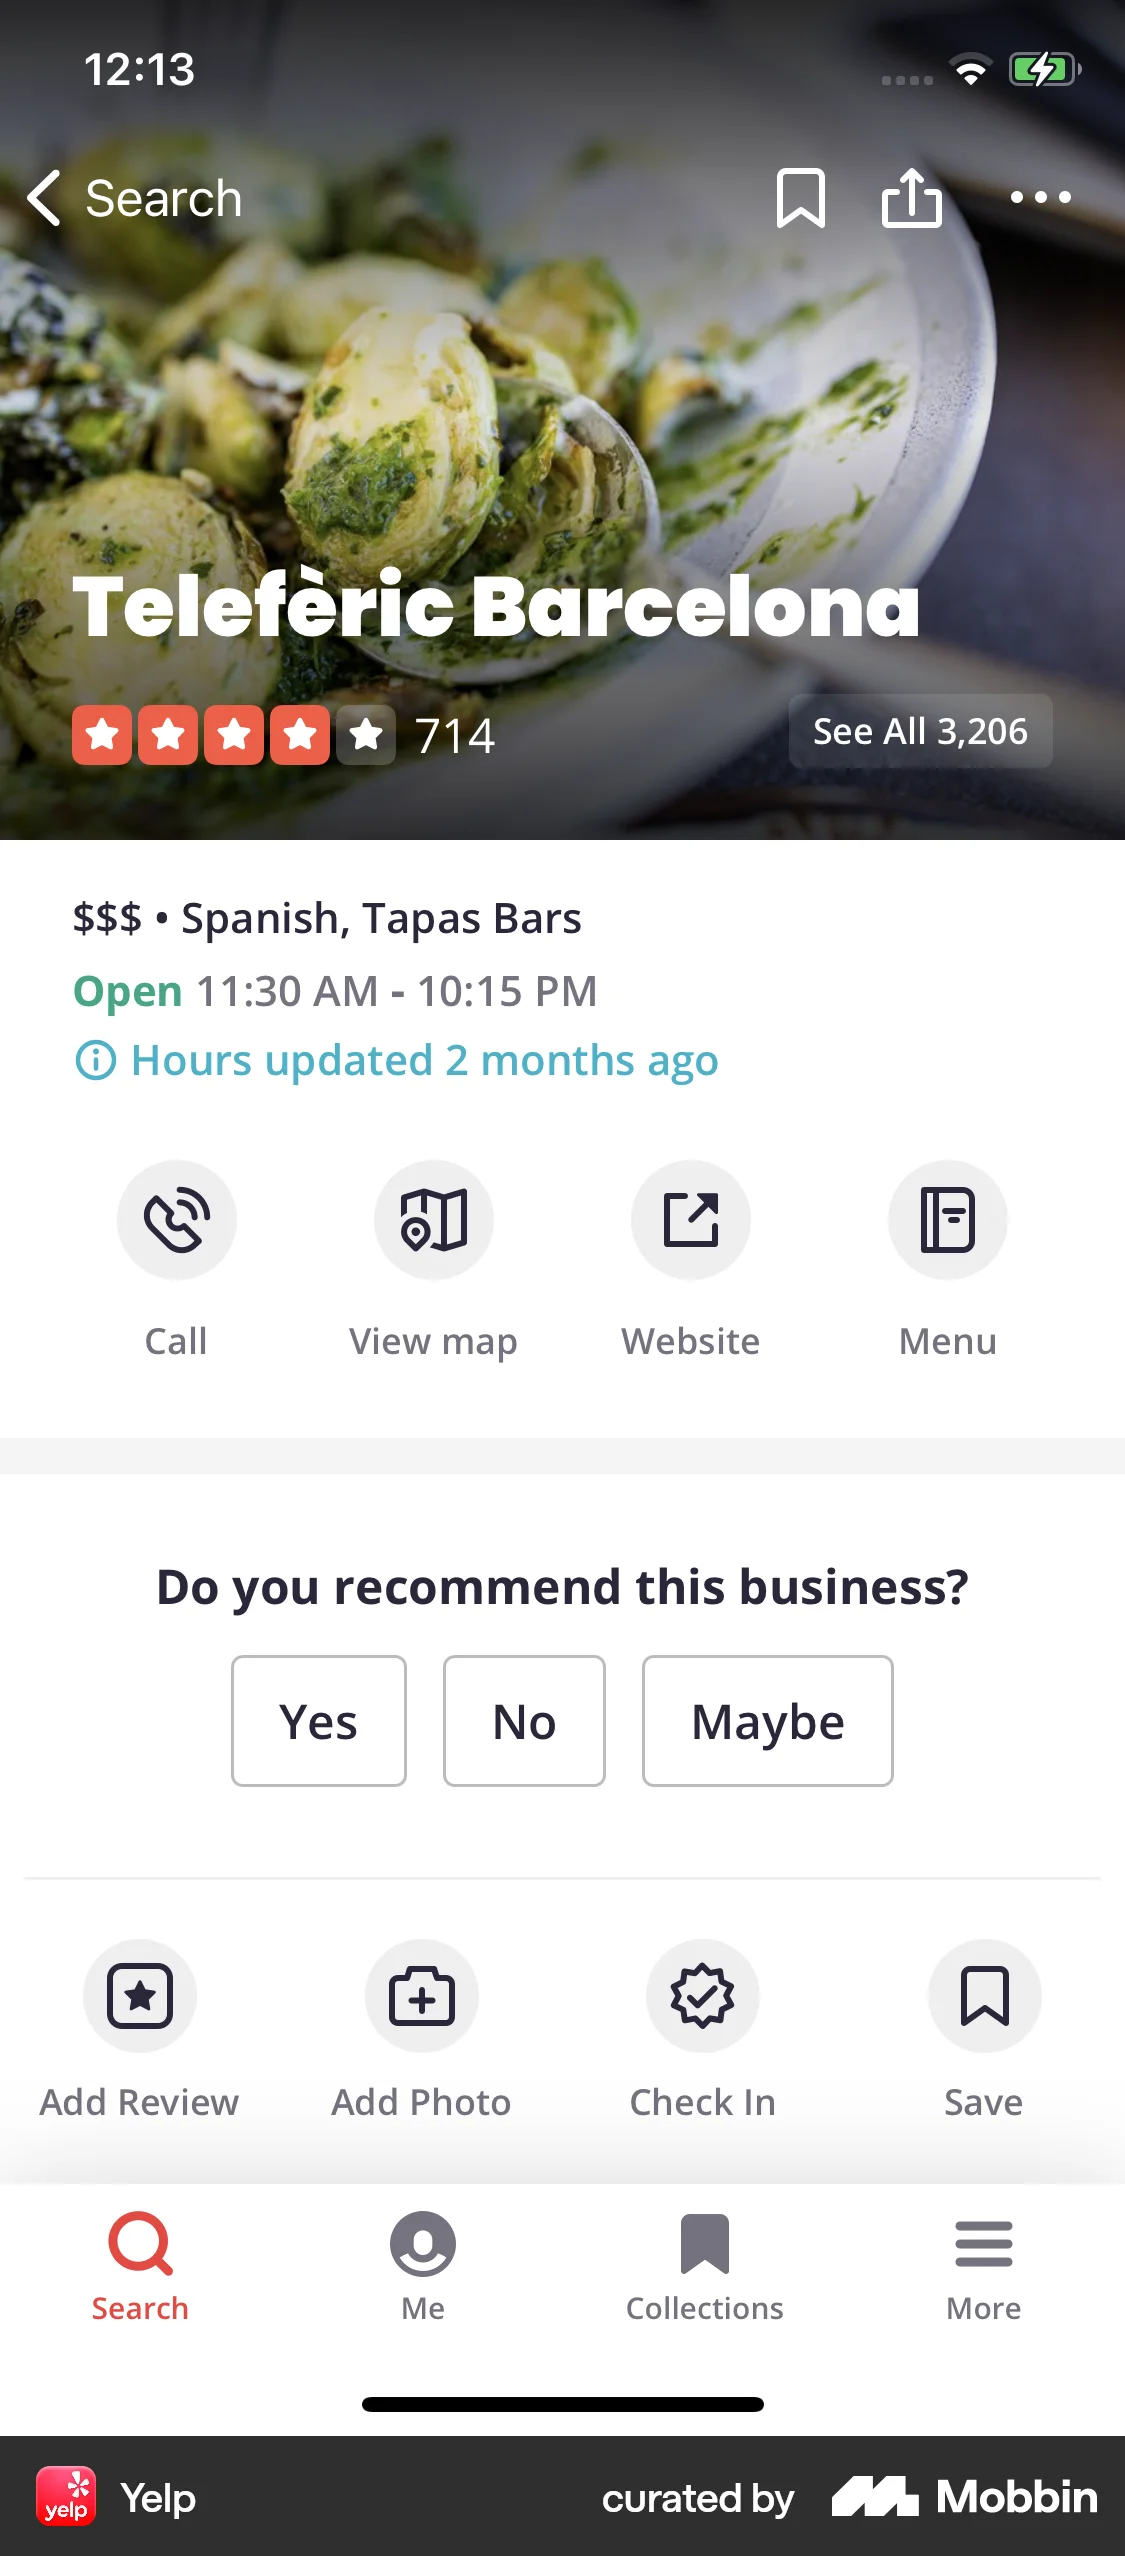 12:13
Search
Telefèric Barcelona
714
See All 3,206
$$$ • Spanish, Tapas Bars
Open 11:30 AM - 10:15 PM
Hours updated 2 months ago
Call
View map
Website
Menu
Do you recommend this business?
Yes
No
Maybe
Add Review
Add Photo
Check In
Save
Search
Me
Collections
More
yelp
Yelp
curated by
Mobbin